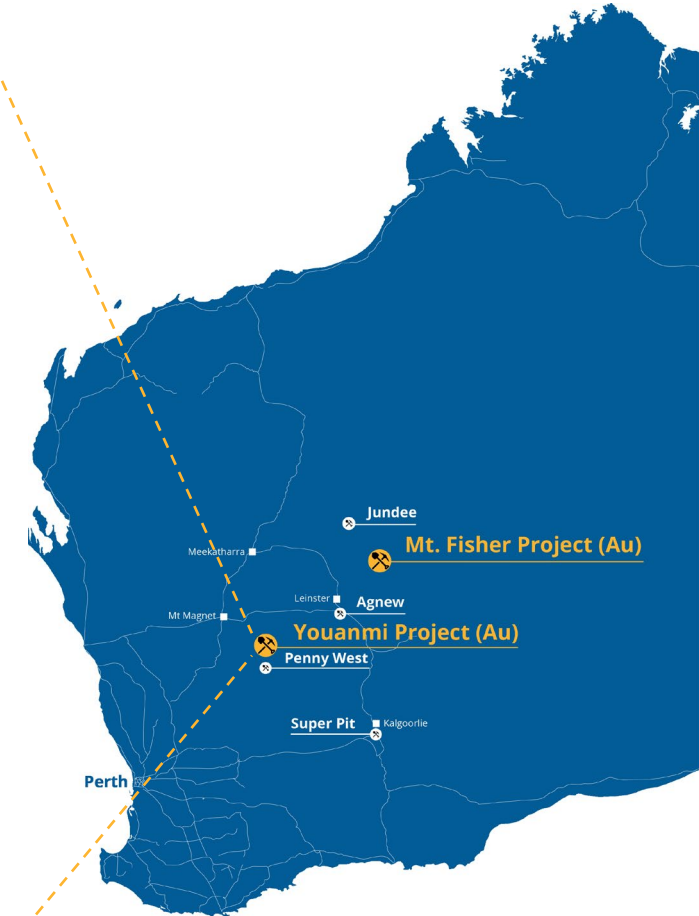 Jundee
Mt. Fisher Project (Au)
Meekatharra
Leinster
Agnew
Mt Magnet
Youanmi Project (Au)
Penny West
Super Pit
Kalgoorlie
Perth